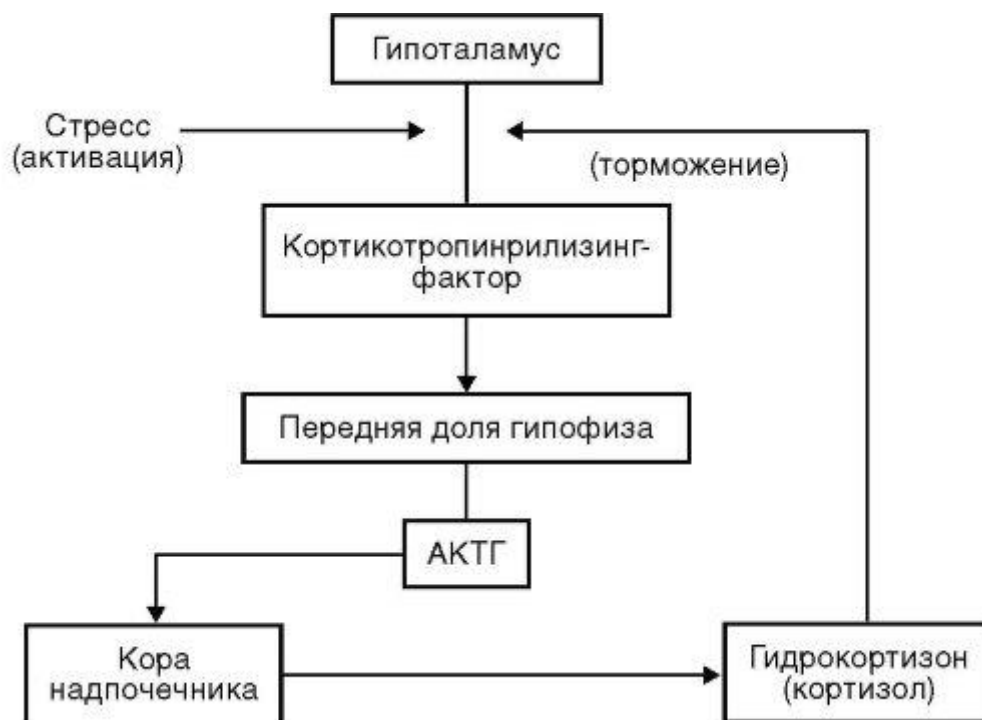 Гипоталамус
Стресс
(активация)
(торможение)
Кортикотропинрилизинг-
фактор
Передняя доля гипофиза
АКТГ
Кора
надпочечника
Гидрокортизон
(кортизол)